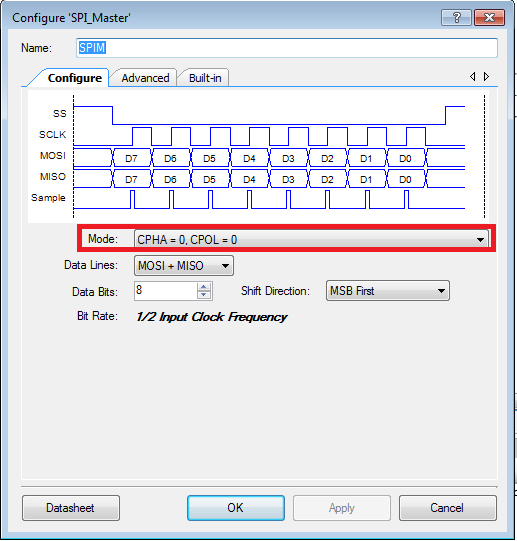 Configure 'SPI_Master'
Name: SPIM
Configure Advanced Built-in
SS
SCLK
MOSI D7 D6 D5 D4 D3 D2 D1 D0
MISO D7 D6 D5 D4 D3 D2 D1 D0
Sample
Mode: CPHA = 0, CPOL = 0
Data Lines: MOSI + MISO
Data Bits: 8 Shift Direction: MSB First
Bit Rate: 1/2 Input Clock Frequency
Datasheet OK Apply Cancel